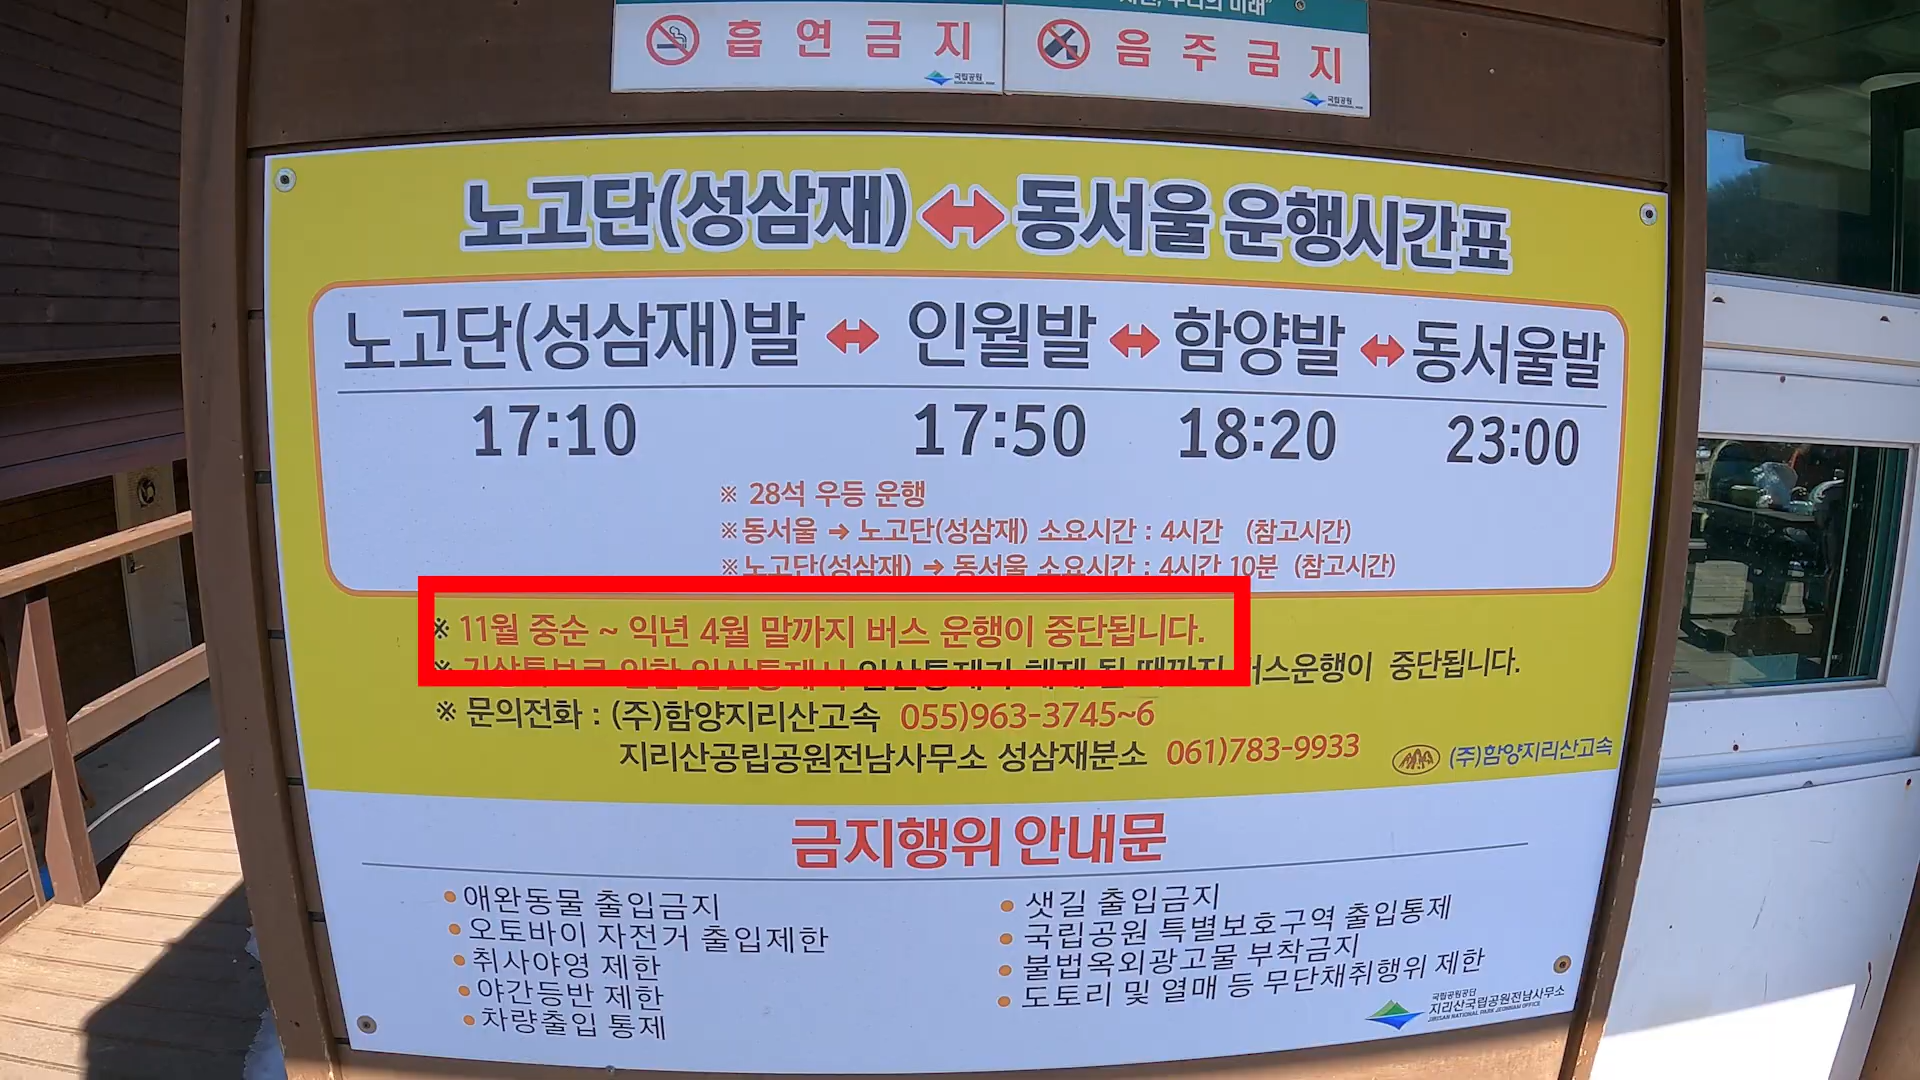 자연, 우리의 미래"
흡연금지
음주금지
국립공원
국립공원
노고단(성삼재) ↔ 동서울 운행시간표
노고단(성삼재)발 ↔ 인월발 ↔ 함양발 ↔ 동서울발
17:10 17:50 18:20 23:00
※ 28석 우등 운행
※동서울 → 노고단(성삼재) 소요시간 : 4시간 (참고시간)
※노고단(성삼재) → 동서울 소요시간 : 4시간 10분 (참고시간)
※ 11월 중순 ~ 익년 4월 말까지 버스 운행이 중단됩니다.
※ 기상특보로 인한 입산통제시 입산통제가 해제 될 때까지 버스운행이 중단됩니다.
※ 문의전화 : (주)함양지리산고속 055)963-3745~6
지리산공립공원전남사무소 성삼재분소 061)783-9933
(주)함양지리산고속
금지행위 안내문
애완동물 출입금지
오토바이 자전거 출입제한
취사야영 제한
야간등반 제한
차량출입 통제
샛길 출입금지
국립공원 특별보호구역 출입통제
불법옥외광고물 부착금지
도토리 및 열매 등 무단채취행위 제한
국립공원공단
지리산국립공원전남사무소
JIRISAN NATIONAL PARK JEONNAM OFFICE